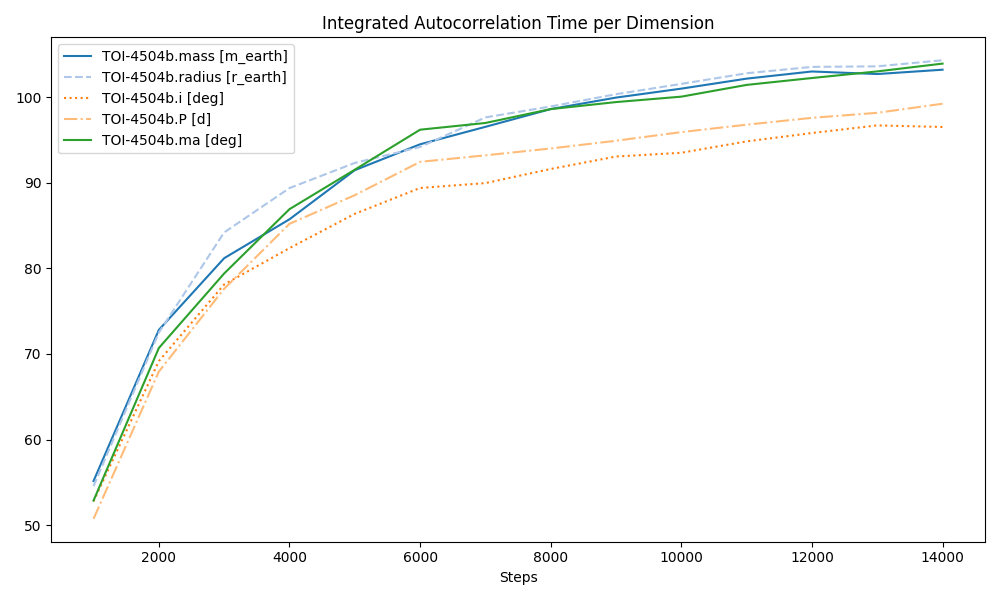 Integrated Autocorrelation Time per Dimension
TOI-4504b.mass [m_earth]
TOI-4504b.radius [r_earth]
TOI-4504b.i [deg]
TOI-4504b.P [d]
TOI-4504b.ma [deg]
100
90
80
70
60
50
2000 4000 6000 8000 10000 12000 14000
Steps